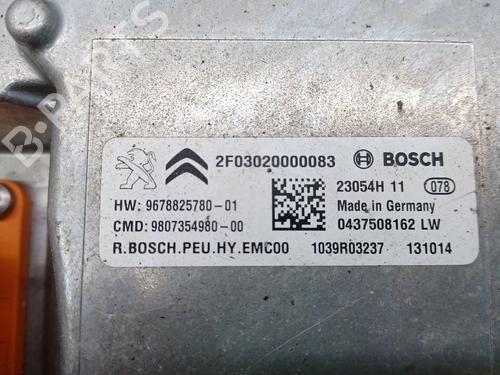 B-PARTS
2F03020000083 BOSCH
HW: 9678825780-01 23054H 11 078
Made in Germany
CMD: 9807354980-00 0437508162 LW
R.BOSCH.PEU.HY.EMC00 1039R03237 131014